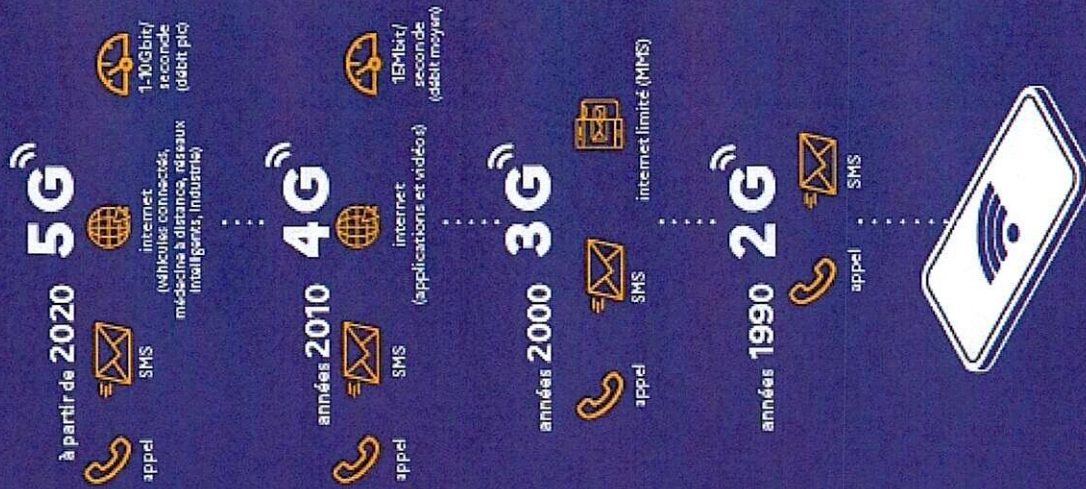 à partir de 2020 5G
appel
SMS
internet
(véhicules connectés,
médecine à distance, réseaux
intelligents, industrie)
1-10Gbit/
seconde
(débit pic)
années 2010 4G
appel
SMS
internet
(applications et vidéos)
15Mbit/
seconde
(débit moyen)
années 2000 3G
appel
SMS
internet limité (MMS)
années 1990 2G
appel
SMS